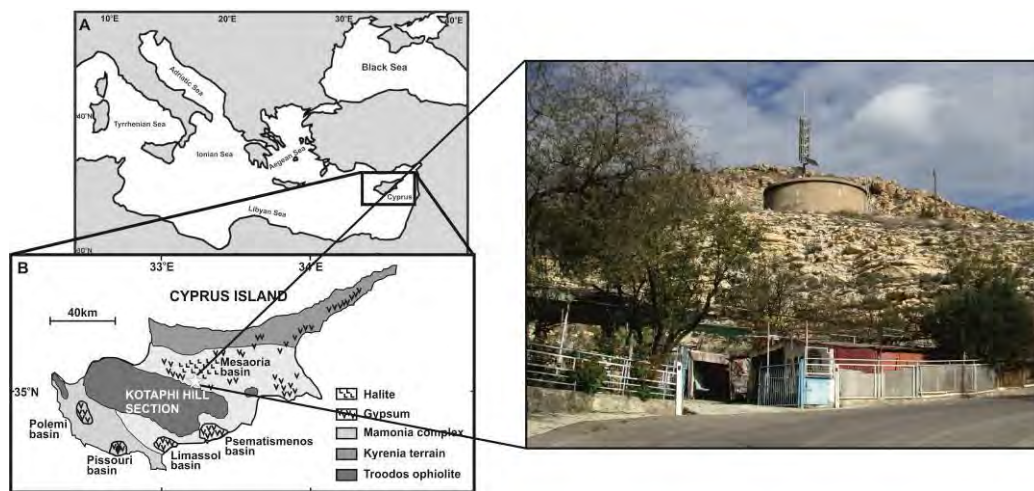 A
10°E
20°E
30°E
40°E
Black Sea
Adriatic Sea
40°N
Tyrrhenian Sea
Ionian Sea
Aegean Sea
Cyprus
Libyan Sea
30°N
B
33°E
34°E
CYPRUS ISLAND
40km
Mesaoria
basin
35°N
KOTAPHI HILL
SECTION
Polemi
basin
Pissouri
basin
Limassol
basin
Psematismenos
basin
Halite
Gypsum
Mamonia complex
Kyrenia terrain
Troodos ophiolite